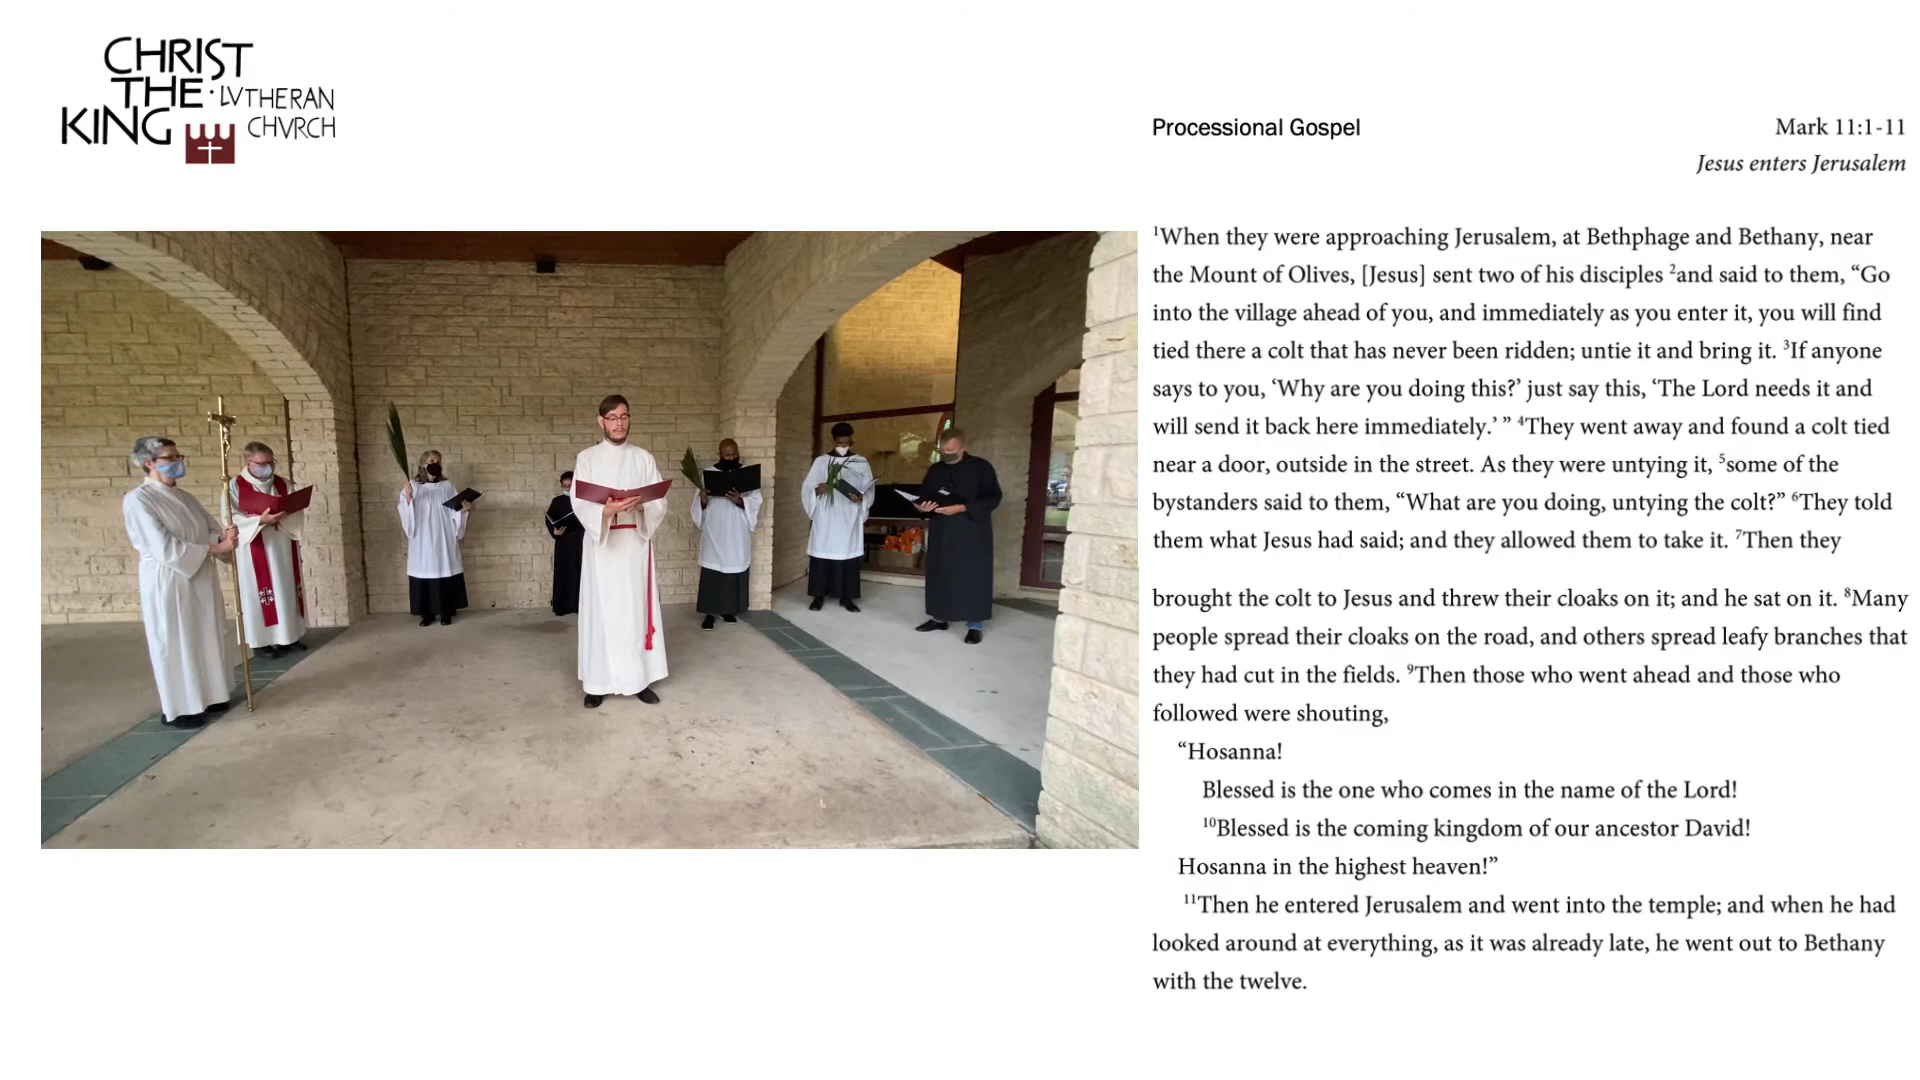 CHRIST
THE · LVTHERAN
KING CHVRCH
Processional Gospel Mark 11:1-11
Jesus enters Jerusalem
¹When they were approaching Jerusalem, at Bethphage and Bethany, near
the Mount of Olives, [Jesus] sent two of his disciples ²and said to them, “Go
into the village ahead of you, and immediately as you enter it, you will find
tied there a colt that has never been ridden; untie it and bring it. ³If anyone
says to you, ‘Why are you doing this?’ just say this, ‘The Lord needs it and
will send it back here immediately.’ ” ⁴They went away and found a colt tied
near a door, outside in the street. As they were untying it, ⁵some of the
bystanders said to them, “What are you doing, untying the colt?” ⁶They told
them what Jesus had said; and they allowed them to take it. ⁷Then they
brought the colt to Jesus and threw their cloaks on it; and he sat on it. ⁸Many
people spread their cloaks on the road, and others spread leafy branches that
they had cut in the fields. ⁹Then those who went ahead and those who
followed were shouting,
“Hosanna!
Blessed is the one who comes in the name of the Lord!
¹⁰Blessed is the coming kingdom of our ancestor David!
Hosanna in the highest heaven!”
¹¹Then he entered Jerusalem and went into the temple; and when he had
looked around at everything, as it was already late, he went out to Bethany
with the twelve.